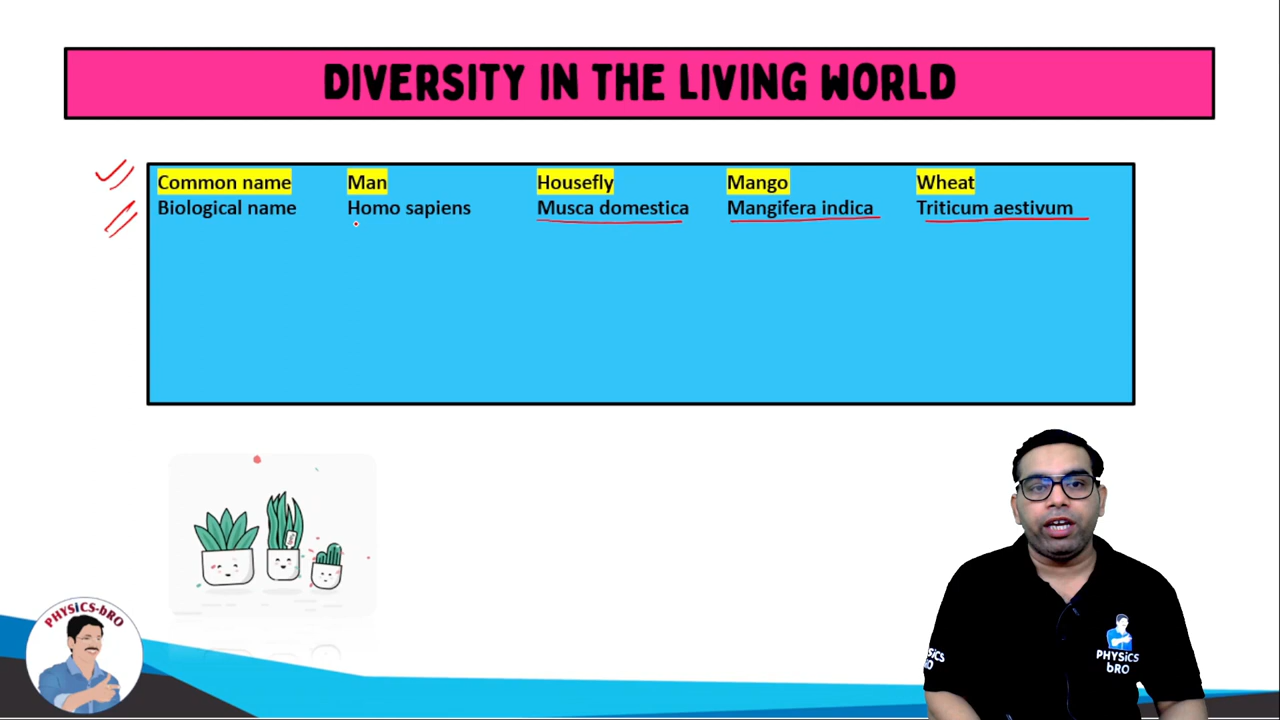 DIVERSITY IN THE LIVING WORLD
Common name Man Housefly Mango Wheat
Biological name Homo sapiens Musca domestica Mangifera indica Triticum aestivum
PHYSiCS-bRO
PHYSiCS
bRO